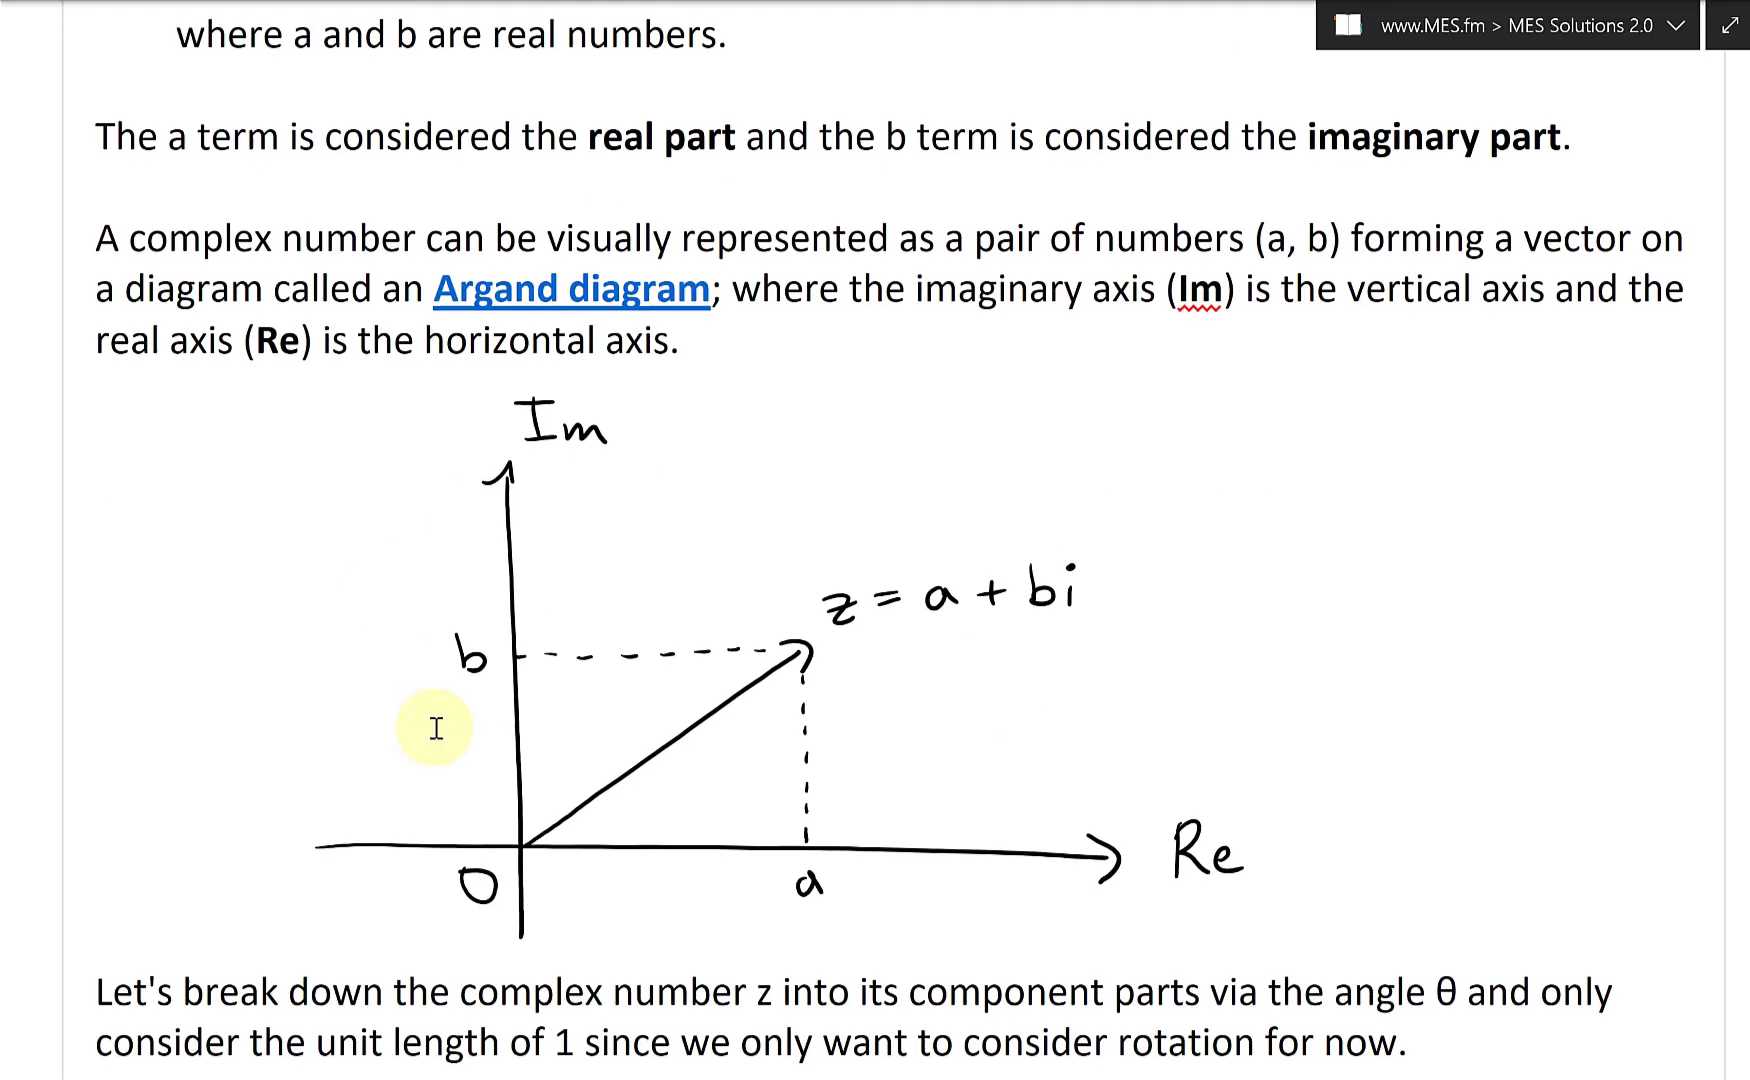 where a and b are real numbers.
www.MES.fm > MES Solutions 2.0
The a term is considered the real part and the b term is considered the imaginary part.
A complex number can be visually represented as a pair of numbers (a, b) forming a vector on
a diagram called an Argand diagram; where the imaginary axis (Im) is the vertical axis and the
real axis (Re) is the horizontal axis.
Im
z = a + bi
b
Re
0
a
Let's break down the complex number z into its component parts via the angle θ and only
consider the unit length of 1 since we only want to consider rotation for now.